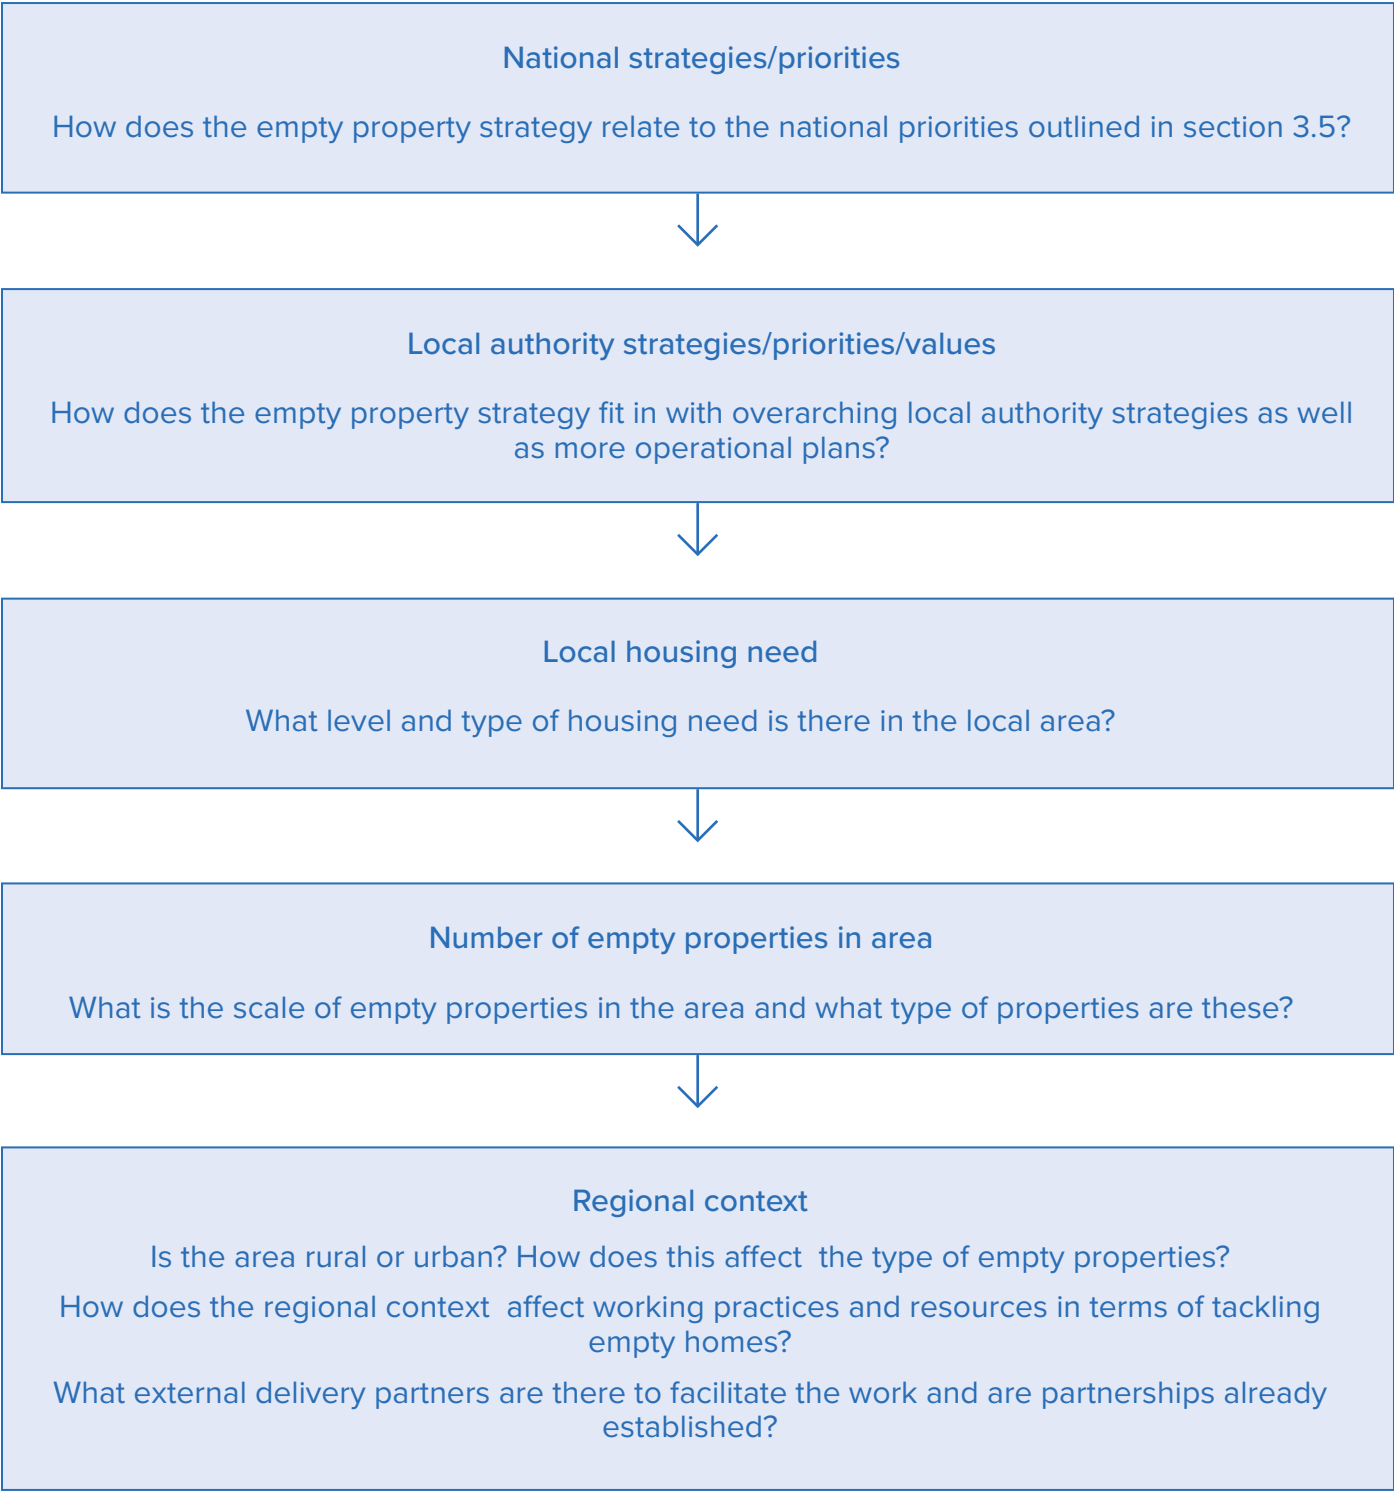 National strategies/priorities
How does the empty property strategy relate to the national priorities outlined in section 3.5?
Local authority strategies/priorities/values
How does the empty property strategy fit in with overarching local authority strategies as well
as more operational plans?
Local housing need
What level and type of housing need is there in the local area?
Number of empty properties in area
What is the scale of empty properties in the area and what type of properties are these?
Regional context
Is the area rural or urban? How does this affect  the type of empty properties?
How does the regional context  affect working practices and resources in terms of tackling
empty homes?
What external delivery partners are there to facilitate the work and are partnerships already
established?